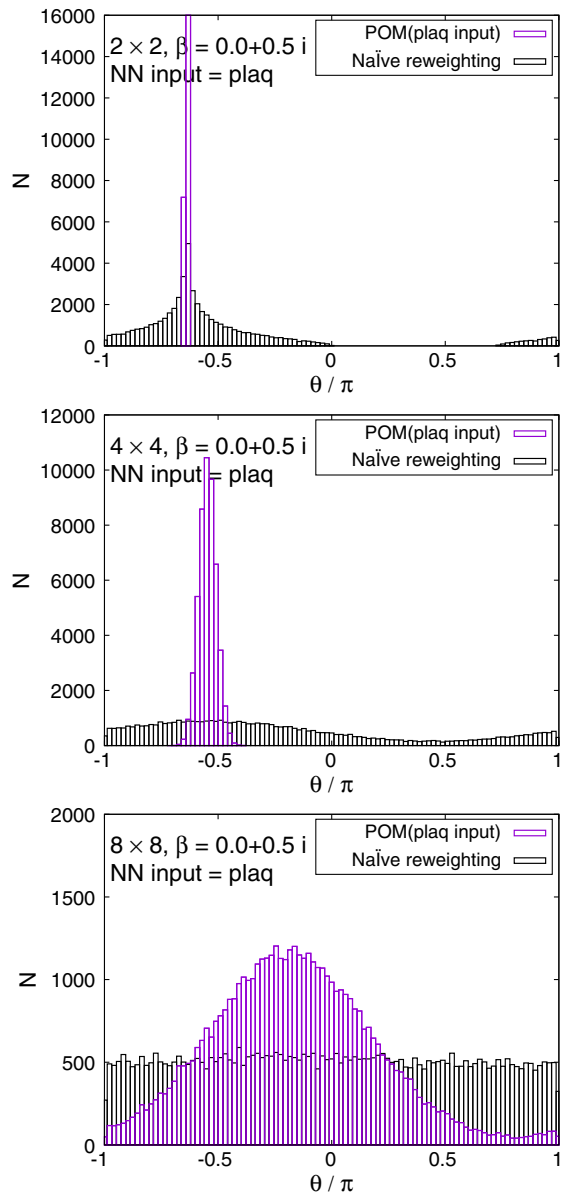 16000
14000
12000
10000
8000
6000
4000
2000
0
N
2 × 2, β = 0.0+0.5 i
NN input = plaq
POM(plaq input)
NaÏve reweighting
-1 -0.5 0 0.5 1
θ / π
12000
10000
8000
6000
4000
2000
0
N
4 × 4, β = 0.0+0.5 i
NN input = plaq
POM(plaq input)
NaÏve reweighting
-1 -0.5 0 0.5 1
θ / π
2000
1500
1000
500
0
N
8 × 8, β = 0.0+0.5 i
NN input = plaq
POM(plaq input)
NaÏve reweighting
-1 -0.5 0 0.5 1
θ / π